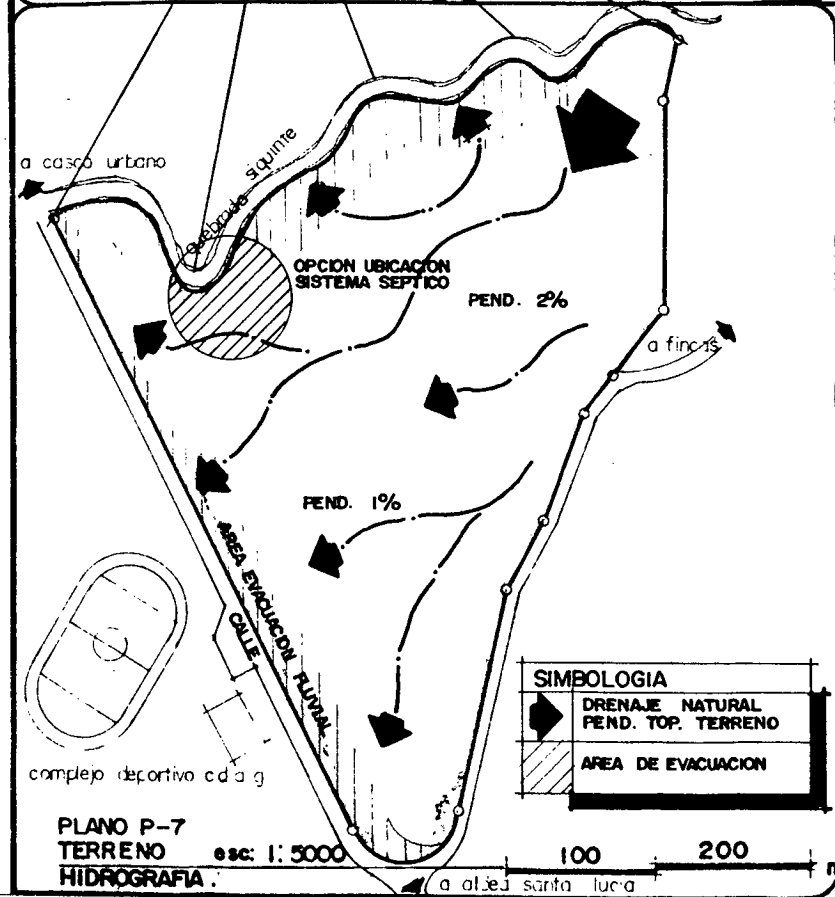 a casco urbano
quebrada siquinte
OPCION UBICACION
SISTEMA SEPTICO
PEND. 2%
a fincas
PEND. 1%
AREA EVACUACION FLUVIAL
CALLE
SIMBOLOGIA
DRENAJE NATURAL
PEND. TOP. TERRENO
AREA DE EVACUACION
complejo deportivo c d a g
PLANO P-7
TERRENO esc: 1:5000
HIDROGRAFIA.
100 200 m
a aldea santa lucia